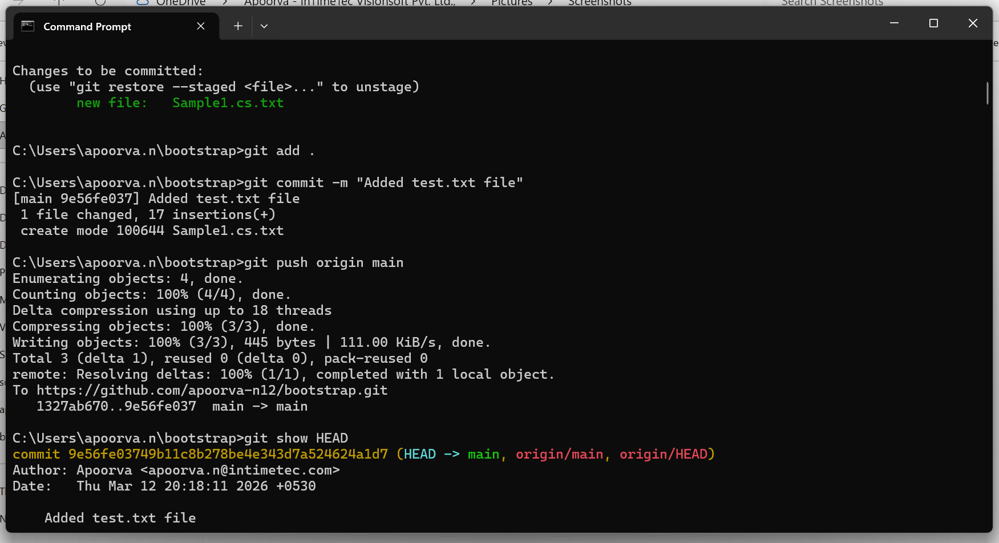 OneDrive > Apoorva - InTimeTec Visionsoft Pvt. Ltd., > Pictures > Screenshots Search Screenshots
Command Prompt
Changes to be committed:
  (use "git restore --staged <file>..." to unstage)
        new file:   Sample1.cs.txt
C:\Users\apoorva.n\bootstrap>git add .
C:\Users\apoorva.n\bootstrap>git commit -m "Added test.txt file"
[main 9e56fe037] Added test.txt file
 1 file changed, 17 insertions(+)
 create mode 100644 Sample1.cs.txt
C:\Users\apoorva.n\bootstrap>git push origin main
Enumerating objects: 4, done.
Counting objects: 100% (4/4), done.
Delta compression using up to 18 threads
Compressing objects: 100% (3/3), done.
Writing objects: 100% (3/3), 445 bytes | 111.00 KiB/s, done.
Total 3 (delta 1), reused 0 (delta 0), pack-reused 0
remote: Resolving deltas: 100% (1/1), completed with 1 local object.
To https://github.com/apoorva-n12/bootstrap.git
   1327ab670..9e56fe037  main -> main
C:\Users\apoorva.n\bootstrap>git show HEAD
commit 9e56fe03749b11c8b278be4e343d7a524624a1d7 (HEAD -> main, origin/main, origin/HEAD)
Author: Apoorva <apoorva.n@intimetec.com>
Date:   Thu Mar 12 20:18:11 2026 +0530
    Added test.txt file